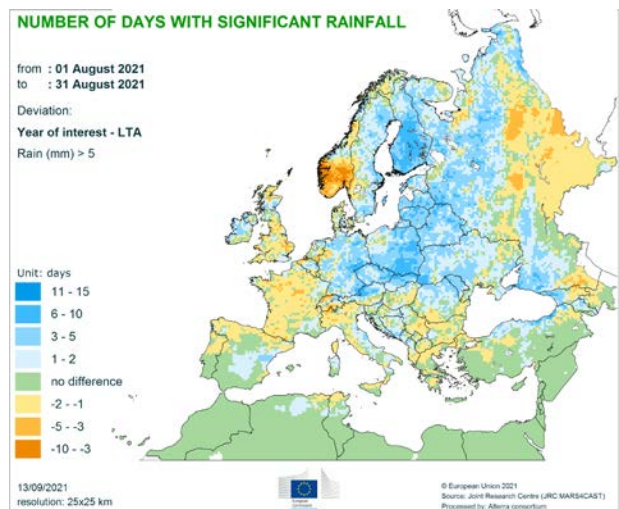 NUMBER OF DAYS WITH SIGNIFICANT RAINFALL
from : 01 August 2021
to : 31 August 2021
Deviation:
Year of interest - LTA
Rain (mm) > 5
Unit: days
11 - 15
6 - 10
3 - 5
1 - 2
no difference
-2 - -1
-5 - -3
-10 - -3
13/09/2021
resolution: 25x25 km
European
Commission
© European Union 2021
Source: Joint Research Centre (JRC MARS4CAST)
Processed by: Alterra consortium